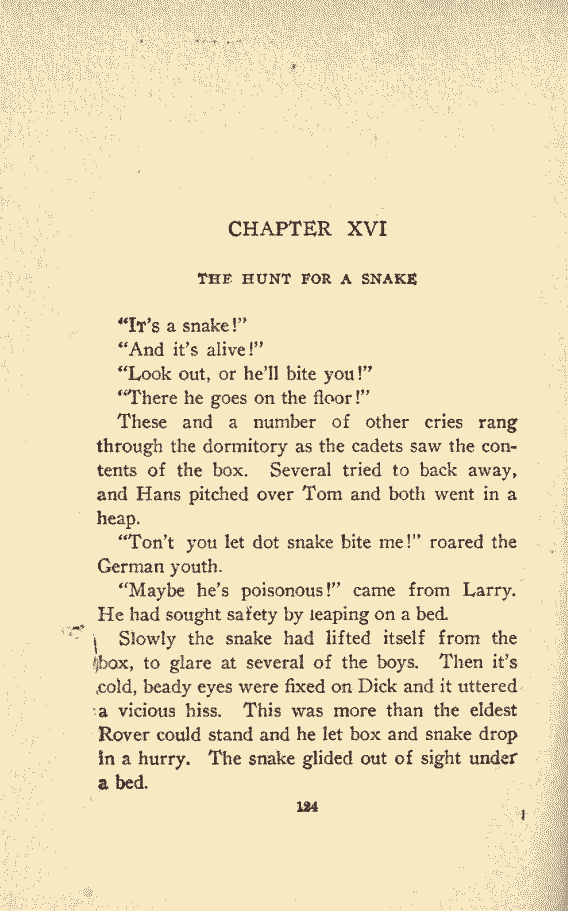 CHAPTER XVI
THE HUNT FOR A SNAKE
“It’s a snake!”
“And it’s alive!”
“Look out, or he’ll bite you!”
“There he goes on the floor!”
These and a number of other cries rang
through the dormitory as the cadets saw the con-
tents of the box. Several tried to back away,
and Hans pitched over Tom and both went in a
heap.
“Ton’t you let dot snake bite me!” roared the
German youth.
“Maybe he’s poisonous!” came from Larry.
He had sought safety by leaping on a bed.
Slowly the snake had lifted itself from the
box, to glare at several of the boys. Then it’s
cold, beady eyes were fixed on Dick and it uttered
a vicious hiss. This was more than the eldest
Rover could stand and he let box and snake drop
in a hurry. The snake glided out of sight under
a bed.
124